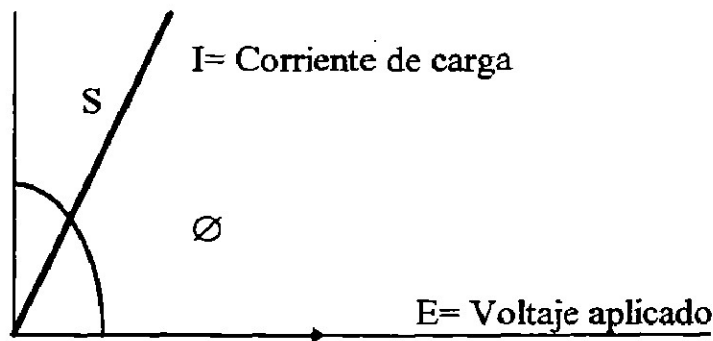 I= Corriente de carga
S
∅
E= Voltaje aplicado